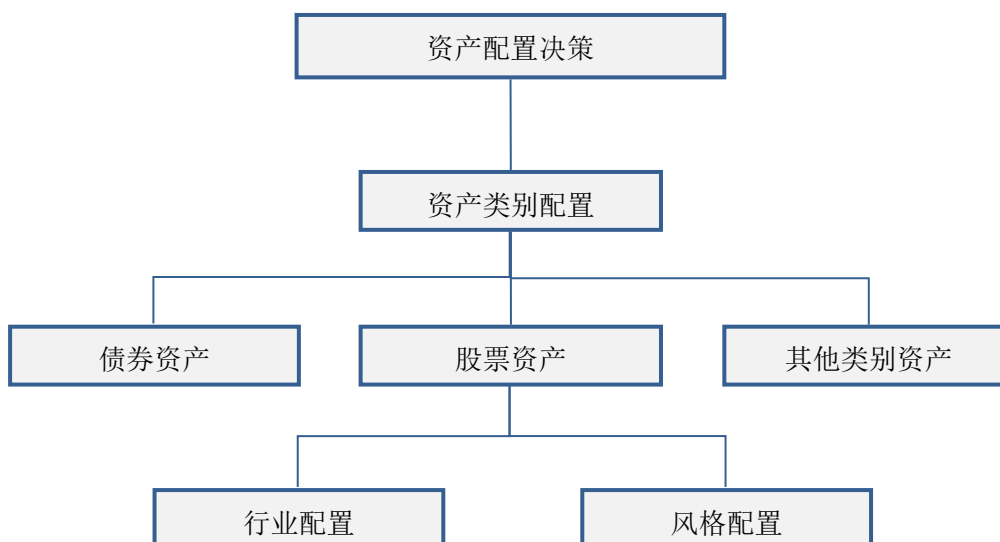 资产配置决策
资产类别配置
债券资产
股票资产
其他类别资产
行业配置
风格配置